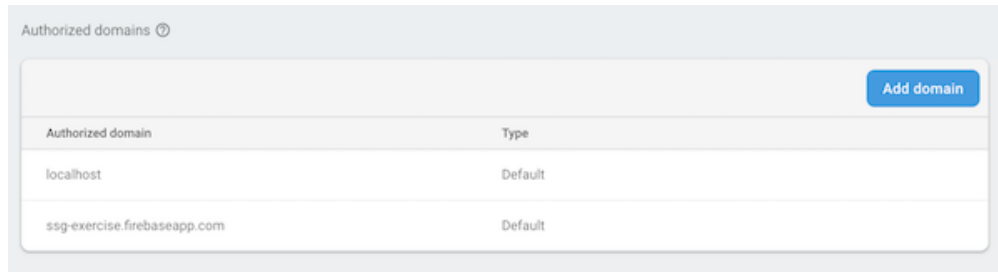 Authorized domains
Add domain
Authorized domain Type
localhost Default
ssg-exercise.firebaseapp.com Default